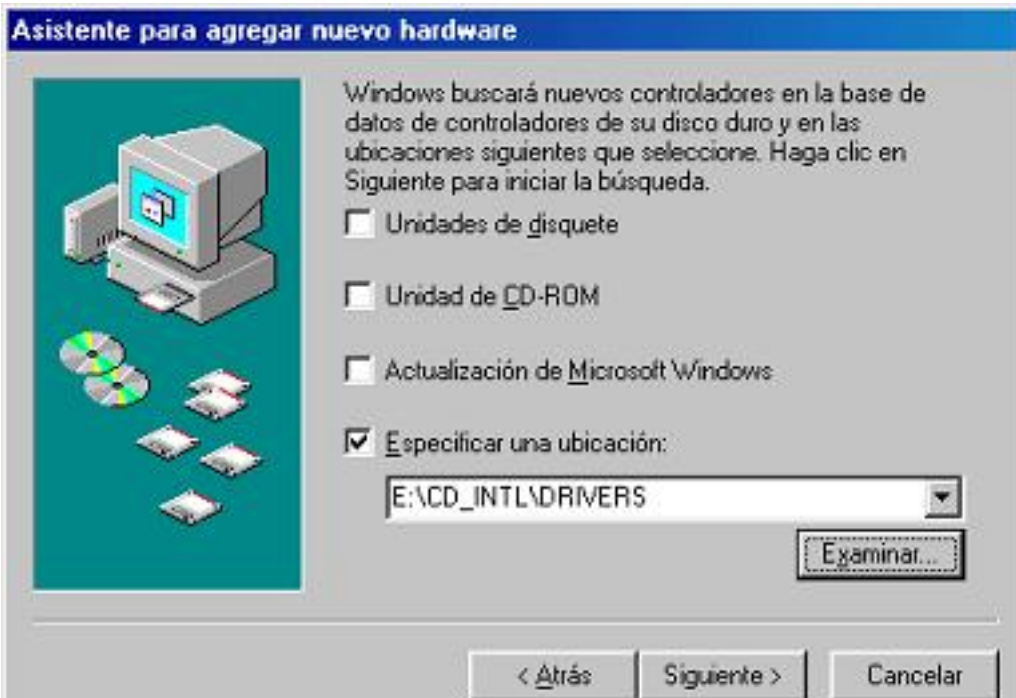 Asistente para agregar nuevo hardware
Windows buscará nuevos controladores en la base de
datos de controladores de su disco duro y en las
ubicaciones siguientes que seleccione. Haga clic en
Siguiente para iniciar la búsqueda.
Unidades de disquete
Unidad de CD-ROM
Actualización de Microsoft Windows
Especificar una ubicación:
E:\CD_INTL\DRIVERS
Examinar...
< Atrás
Siguiente >
Cancelar